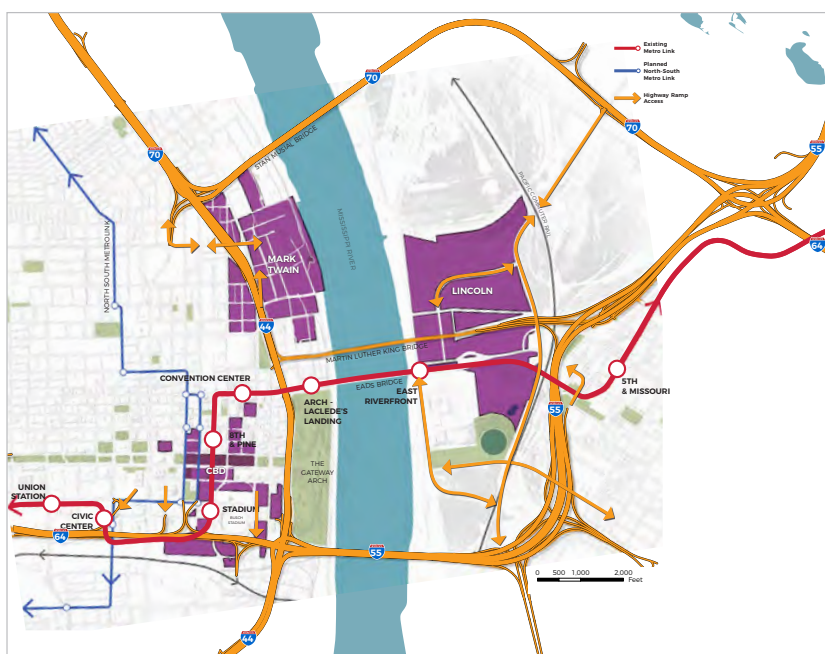 Existing
Metro Link
Planned
North-South
Metro Link
Highway Ramp
Access
70
70
70
55
64
STAN MUSIAL BRIDGE
MISSISSIPPI RIVER
NORTH SOUTH METROLINK
MARK
TWAIN
LINCOLN
44
MARTIN LUTHER KING BRIDGE
CONVENTION CENTER
EADS BRIDGE
ARCH -
LACLEDE'S
LANDING
EAST
RIVERFRONT
5TH
& MISSOURI
55
8TH
& PINE
CBD
THE
GATEWAY
ARCH
UNION
STATION
CIVIC
CENTER
STADIUM
BUSCH
STADIUM
64
55
44
0 500 1,000 2,000
Feet